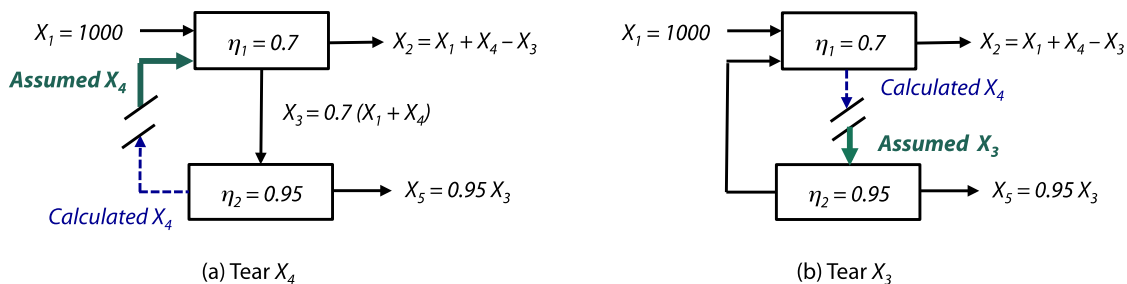 X₁ = 1000
η₁ = 0.7
X₂ = X₁ + X₄ – X₃
Assumed X₄
X₃ = 0.7 (X₁ + X₄)
η₂ = 0.95
X₅ = 0.95 X₃
Calculated X₄
(a) Tear X₄
X₁ = 1000
η₁ = 0.7
X₂ = X₁ + X₄ – X₃
Calculated X₄
Assumed X₃
η₂ = 0.95
X₅ = 0.95 X₃
(b) Tear X₃